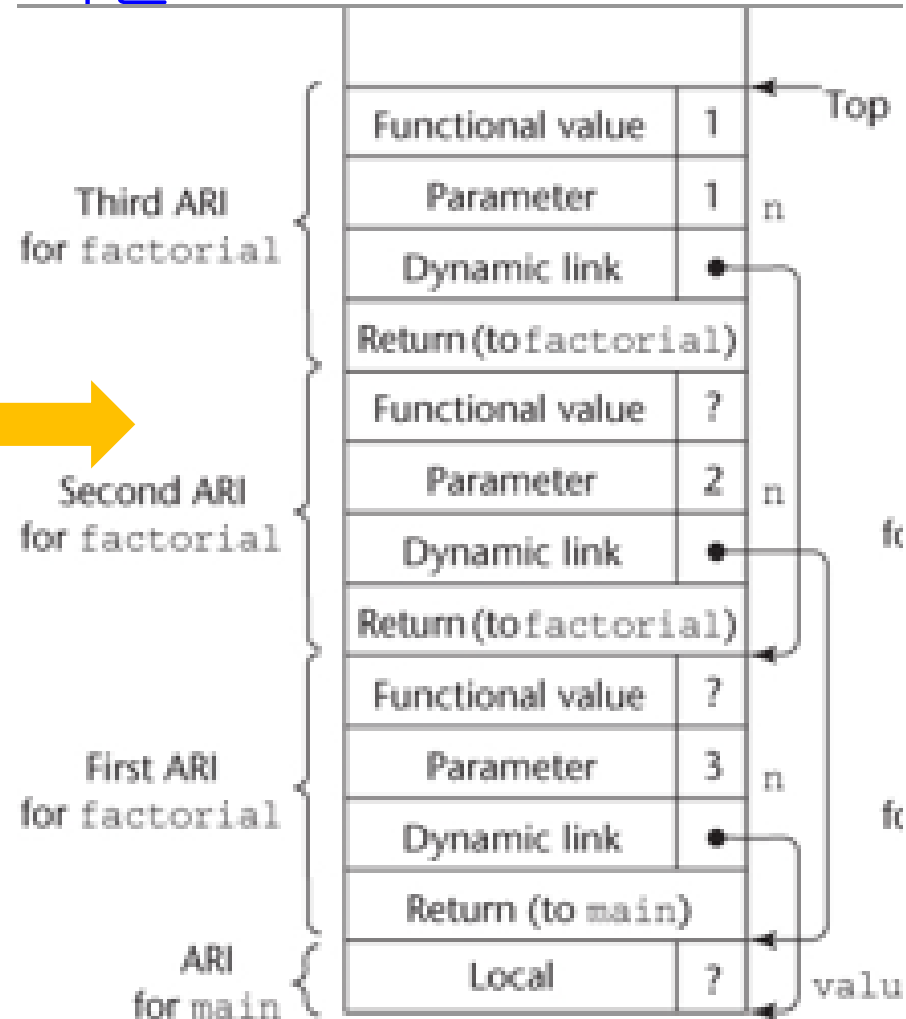 Top
Functional value 1
Third ARI
for factorial
Parameter 1 n
Dynamic link
Return (to factorial)
Functional value ?
Second ARI
for factorial
Parameter 2 n
Dynamic link
Return (to factorial)
Functional value ?
First ARI
for factorial
Parameter 3 n
Dynamic link
Return (to main)
ARI
for main
Local ? valu